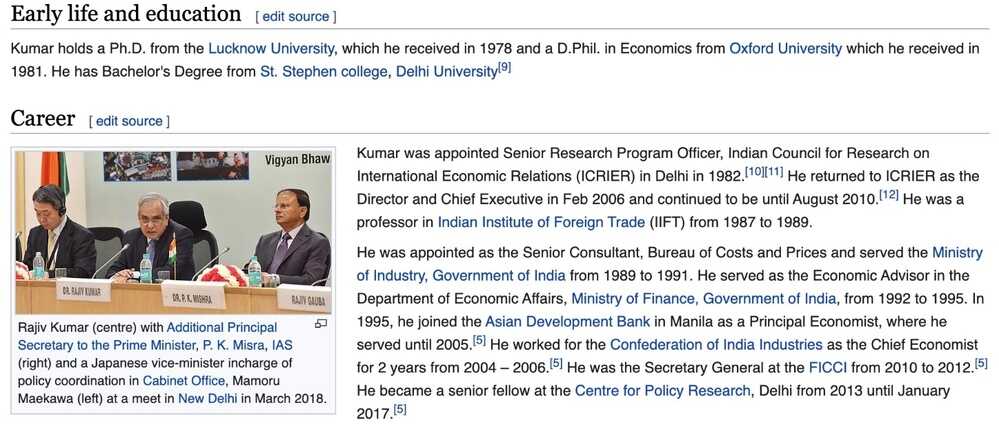 Early life and education [ edit source ]
Kumar holds a Ph.D. from the Lucknow University, which he received in 1978 and a D.Phil. in Economics from Oxford University which he received in
1981. He has Bachelor's Degree from St. Stephen college, Delhi University[9]
Career [ edit source ]
Vigyan Bhaw
DR. RAJIV KUMAR
DR. P. K. MISHRA
RAJIV GAUBA
Rajiv Kumar (centre) with Additional Principal
Secretary to the Prime Minister, P. K. Misra, IAS
(right) and a Japanese vice-minister incharge of
policy coordination in Cabinet Office, Mamoru
Maekawa (left) at a meet in New Delhi in March 2018.
Kumar was appointed Senior Research Program Officer, Indian Council for Research on
International Economic Relations (ICRIER) in Delhi in 1982.[10][11] He returned to ICRIER as the
Director and Chief Executive in Feb 2006 and continued to be until August 2010.[12] He was a
professor in Indian Institute of Foreign Trade (IIFT) from 1987 to 1989.
He was appointed as the Senior Consultant, Bureau of Costs and Prices and served the Ministry
of Industry, Government of India from 1989 to 1991. He served as the Economic Advisor in the
Department of Economic Affairs, Ministry of Finance, Government of India, from 1992 to 1995. In
1995, he joined the Asian Development Bank in Manila as a Principal Economist, where he
served until 2005.[5] He worked for the Confederation of India Industries as the Chief Economist
for 2 years from 2004 – 2006.[5] He was the Secretary General at the FICCI from 2010 to 2012.[5]
He became a senior fellow at the Centre for Policy Research, Delhi from 2013 until January
2017.[5]